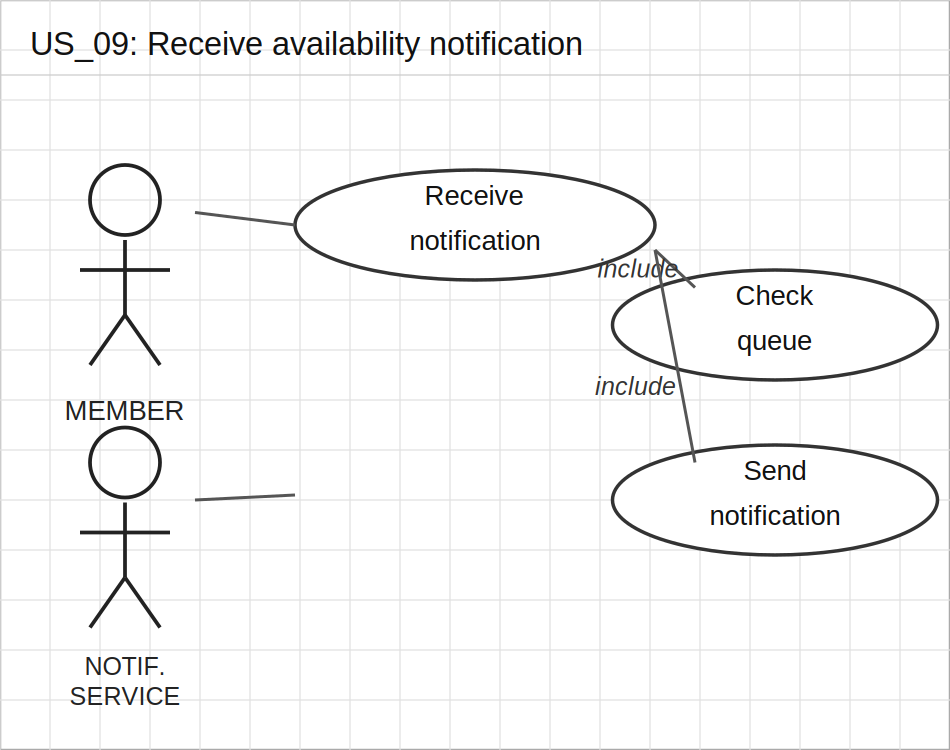 US_09: Receive availability notification
Receive
notification
include
Check
queue
include
MEMBER
Send
notification
NOTIF.
SERVICE